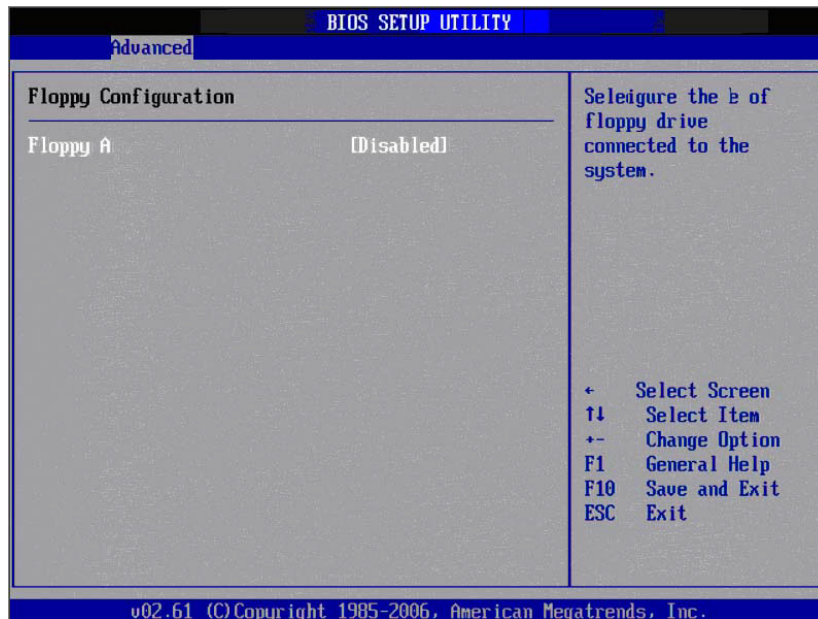 BIOS SETUP UTILITY
Advanced
Floppy Configuration
Floppy A [Disabled]
the of
floppy drive
connected to the
system.
← Select Screen
↑↓ Select Item
+- Change Option
F1 General Help
F10 Save and Exit
ESC Exit
v02.61 (C)Copyright 1985-2006, American Megatrends, Inc.